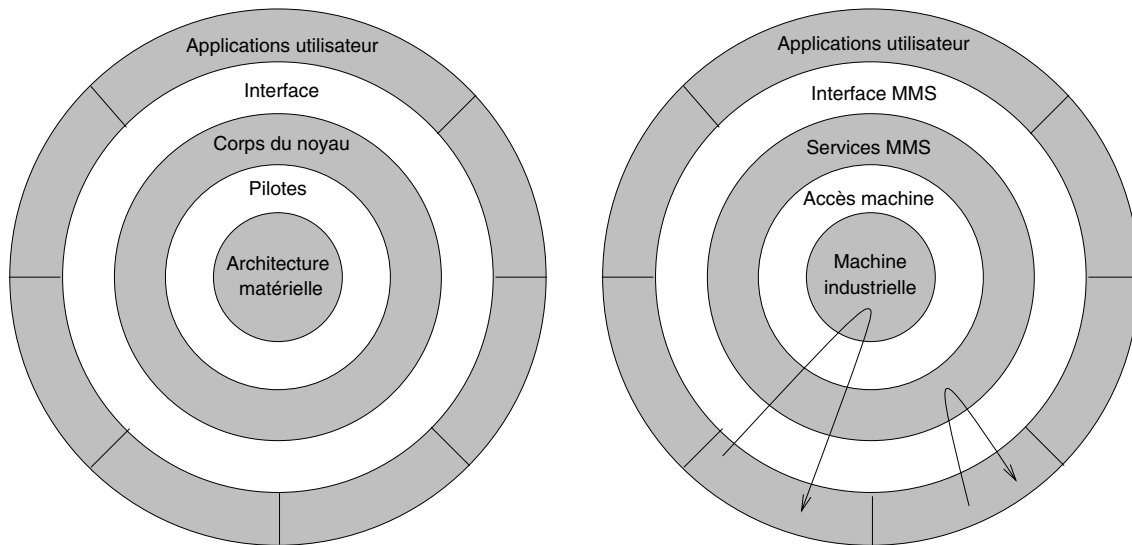 Applications utilisateur
Interface
Corps du noyau
Pilotes
Architecture
matérielle
Applications utilisateur
Interface MMS
Services MMS
Accès machine
Machine
industrielle